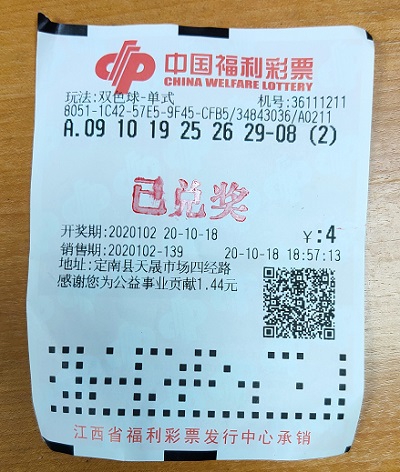 中国福利彩票
CHINA WELFARE LOTTERY
玩法:双色球-单式 机号:36111211
8051-1C42-57E5-9F45-CFB5/34843036/A0211
A.09 10 19 25 26 29-08 (2)
已兑奖
开奖期:2020102 20-10-18 ¥:4
销售期:2020102-139 20-10-18 18:57:13
地址:定南县天晟市场四经路
感谢您为公益事业贡献1.44元
江西省福利彩票发行中心承销